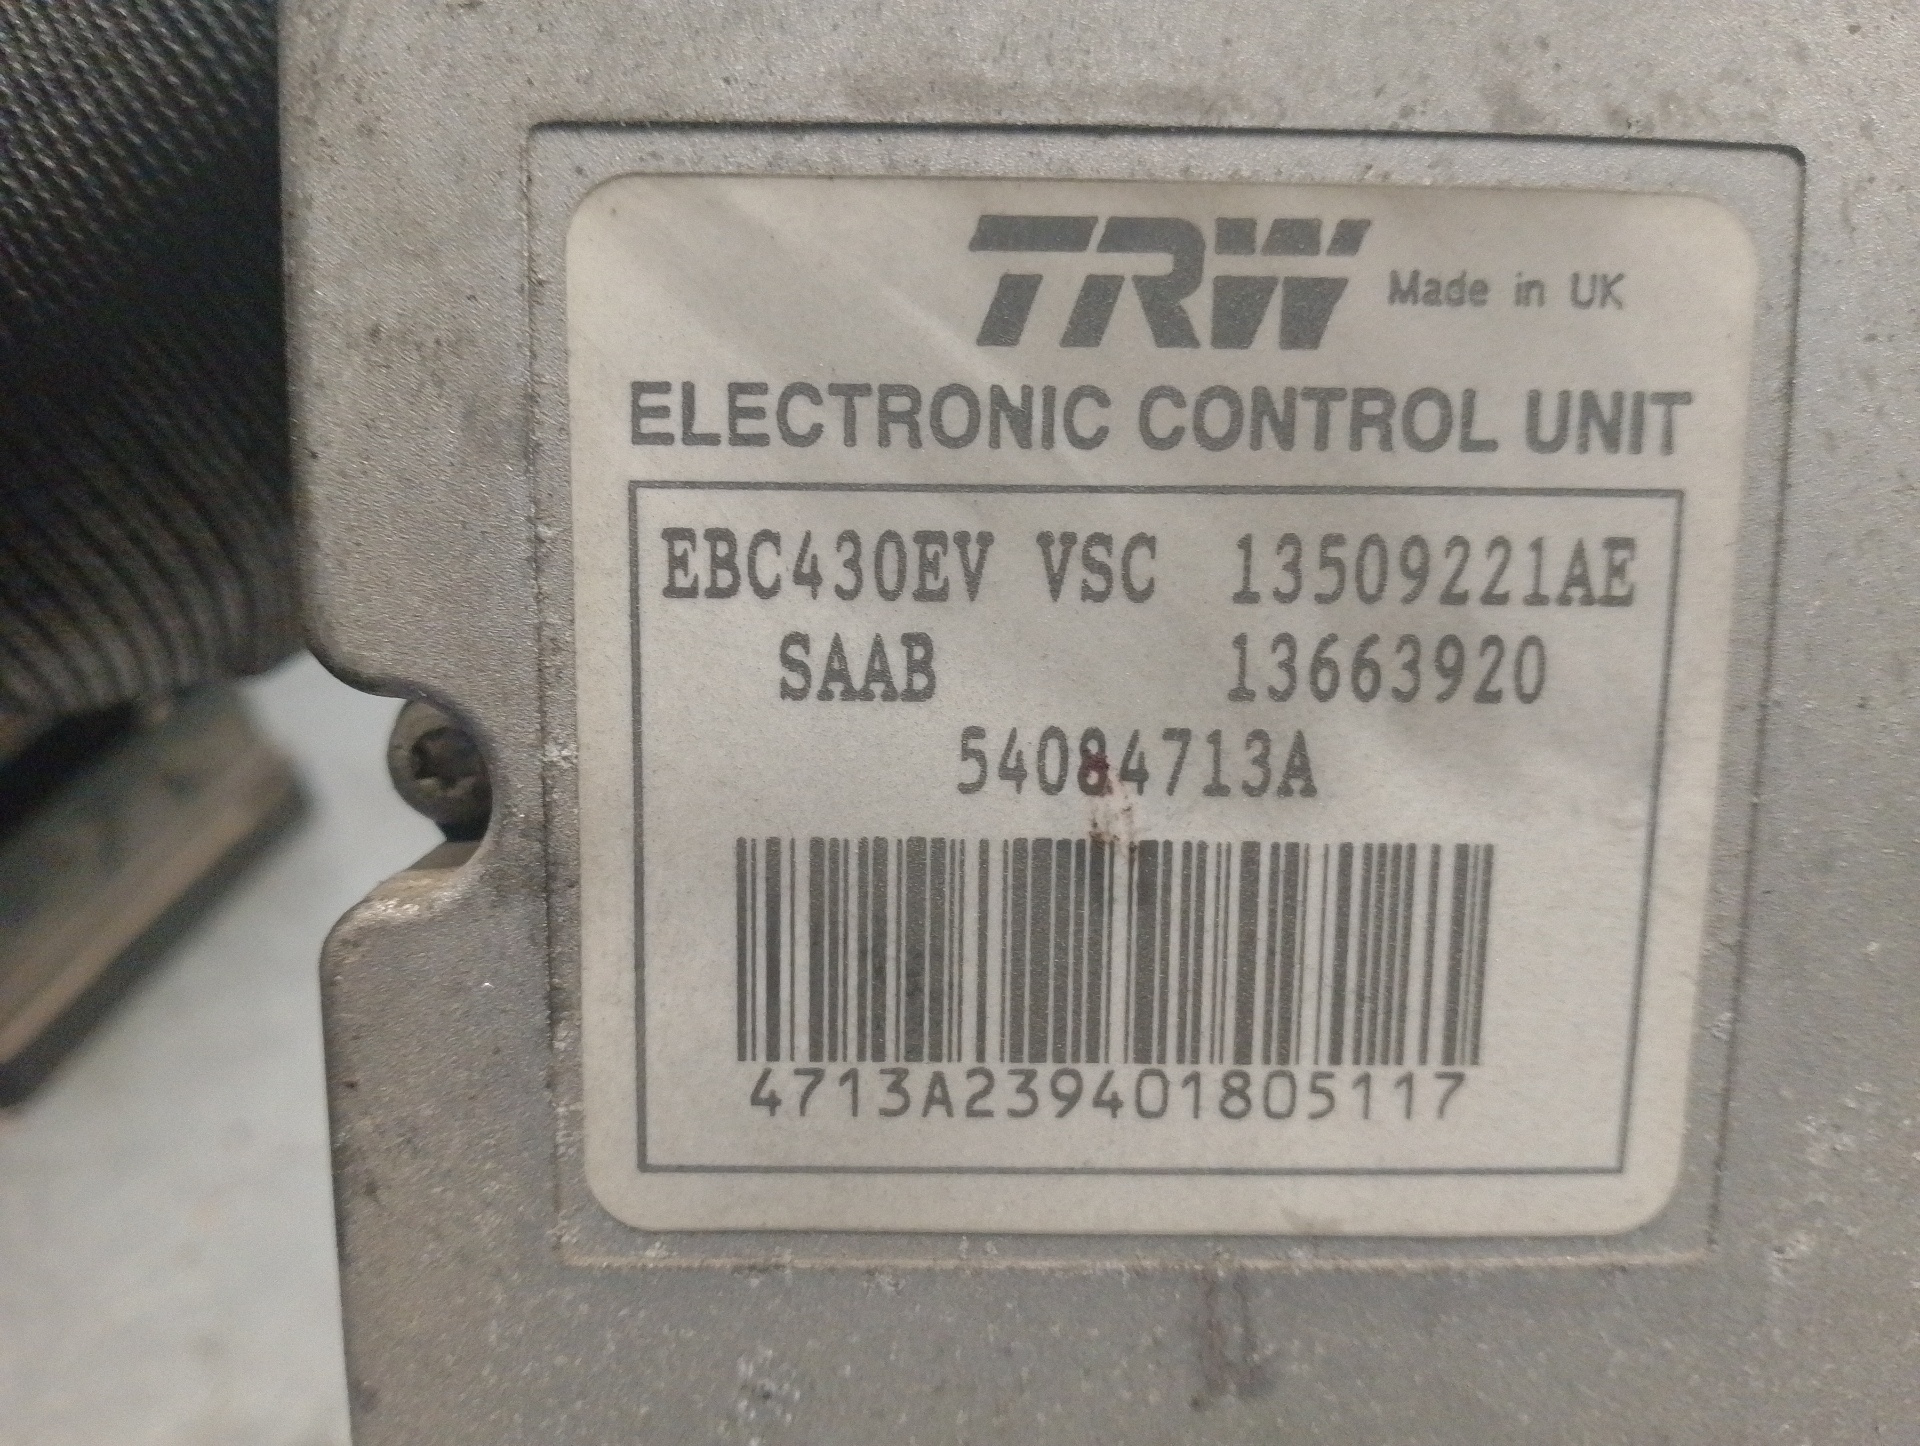 TRW Made in UK
ELECTRONIC CONTROL UNIT
EBC430EV VSC 13509221AE
SAAB 13663920
54084713A
4713A239401805117